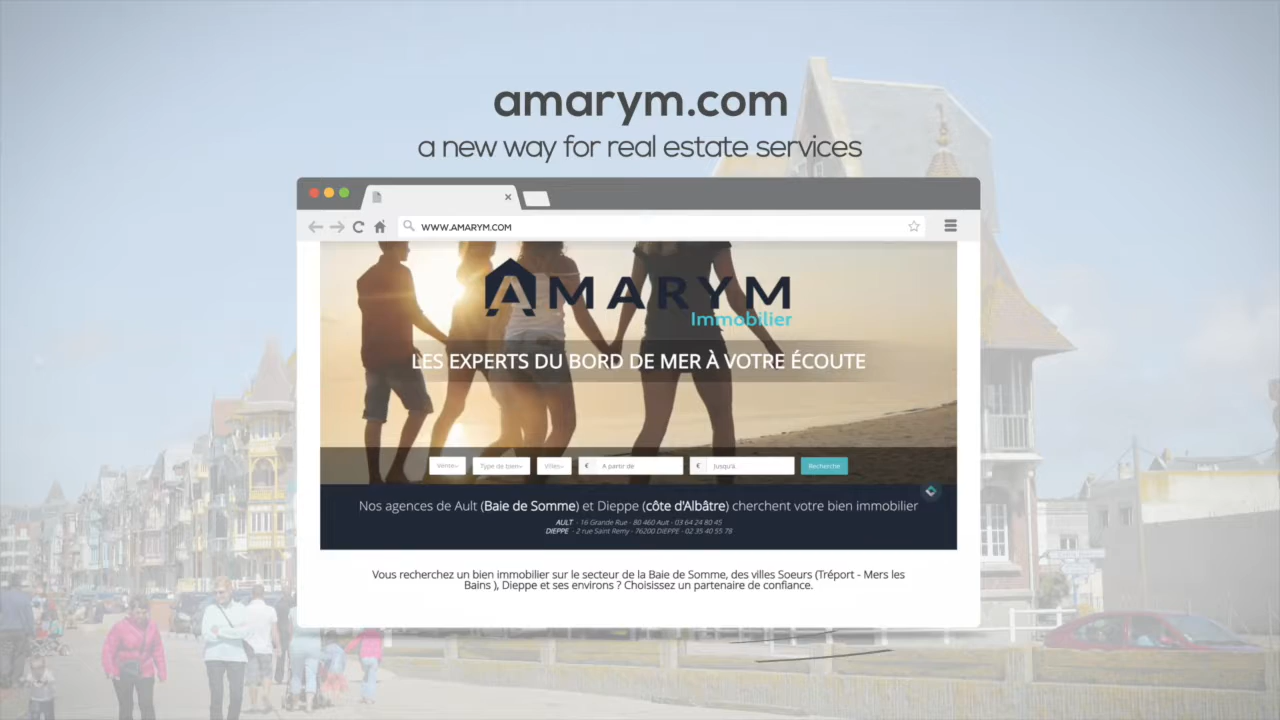 amarym.com
a new way for real estate services
WWW.AMARYM.COM
AMARYM
Immobilier
LES EXPERTS DU BORD DE MER À VOTRE ÉCOUTE
Vente Type de bien Villes € A partir de € Jusqu'à Recherche
Nos agences de Ault (Baie de Somme) et Dieppe (côte d'Albâtre) cherchent votre bien immobilier
AULT - 16 Grande Rue - 80 460 Ault - 03 64 24 80 45
DIEPPE - 2 rue Saint Remy - 76200 DIEPPE - 02 35 40 55 78
Vous recherchez un bien immobilier sur le secteur de la Baie de Somme, des villes Soeurs (Tréport - Mers les
Bains ), Dieppe et ses environs ? Choisissez un partenaire de confiance.